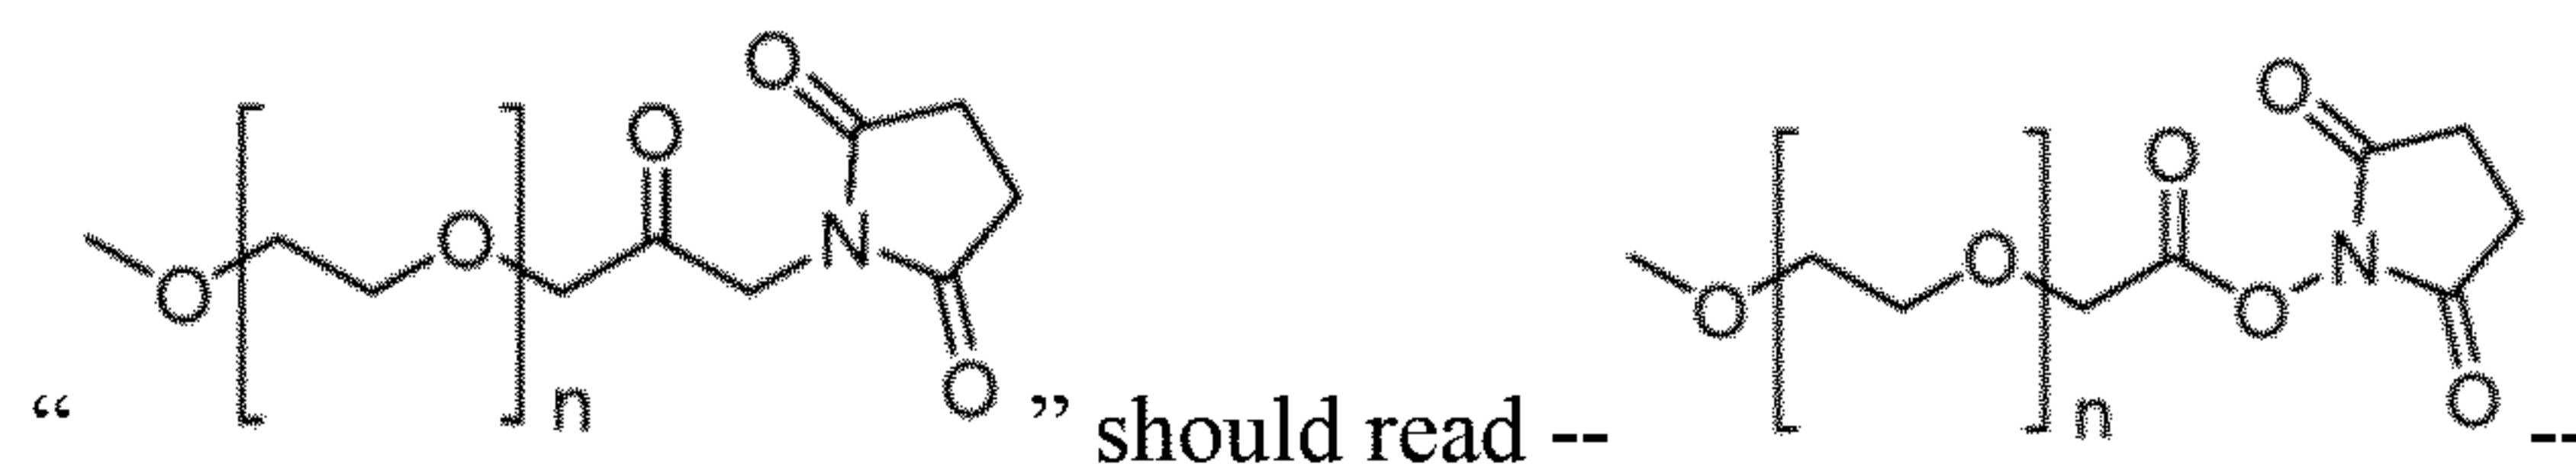 “ O O [ O ] n O N O ” should read -- O [ O ] n O O N O O --